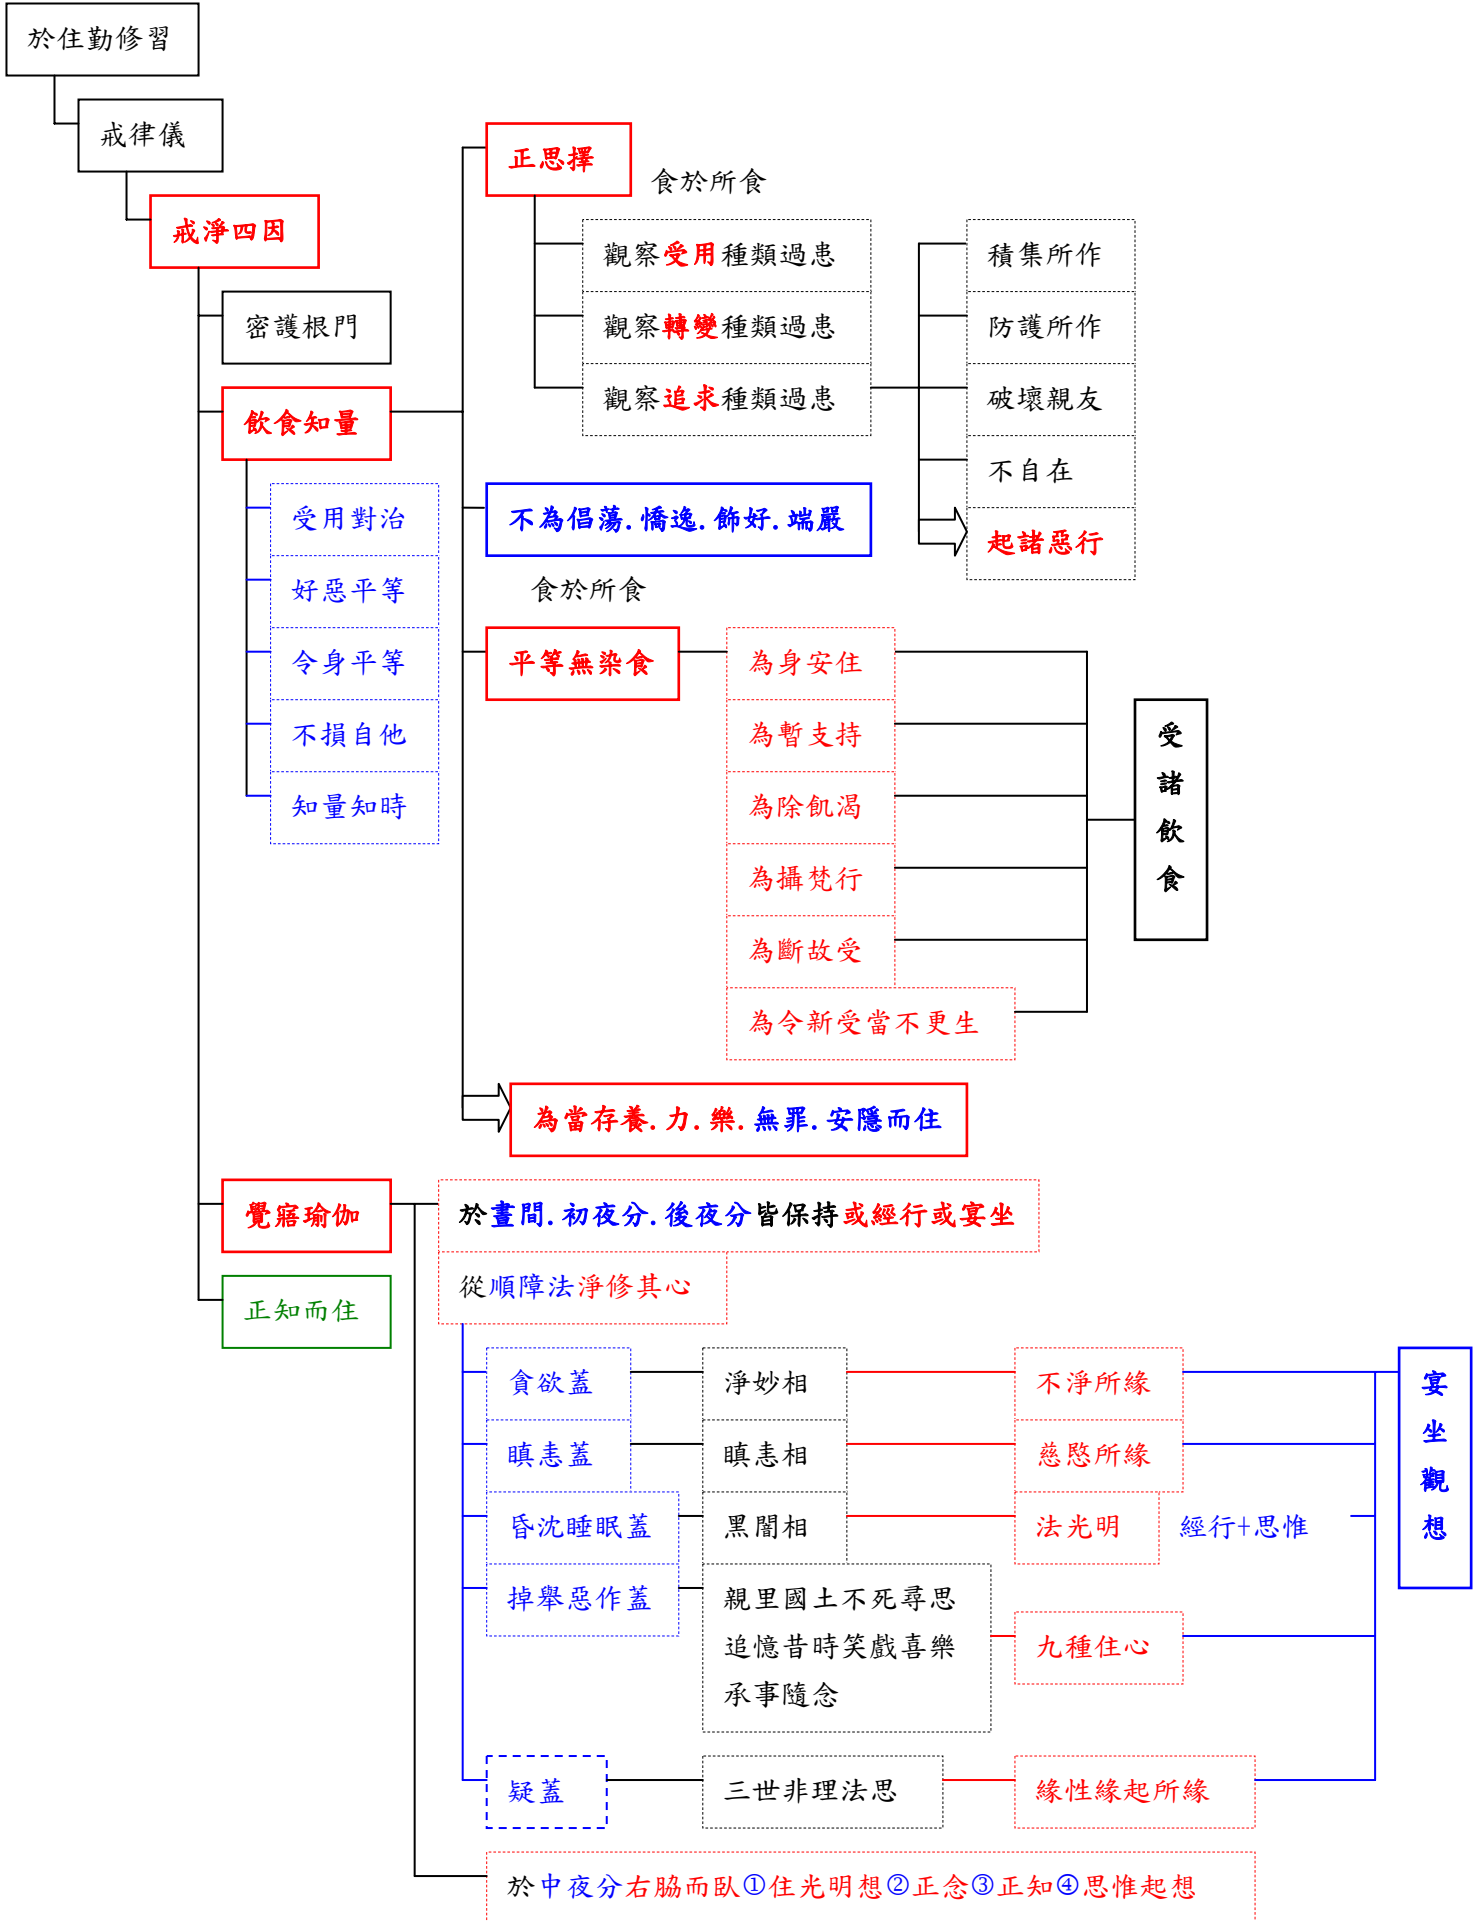 於住勤修習
戒律儀
戒淨四因
密護根門
飲食知量
受用對治
好惡平等
令身平等
不損自他
知量知時
正思擇
食於所食
觀察受用種類過患
觀察轉變種類過患
觀察追求種類過患
積集所作
防護所作
破壞親友
不自在
起諸惡行
不為倡蕩.憍逸.飾好.端嚴
食於所食
平等無染食
為身安住
為暫支持
為除飢渴
為攝梵行
為斷故受
為令新受當不更生
受諸飲食
為當存養.力.樂.無罪.安隱而住
覺寤瑜伽
於晝間.初夜分.後夜分皆保持或經行或宴坐
從順障法淨修其心
貪欲蓋
淨妙相
不淨所緣
瞋恚蓋
瞋恚相
慈愍所緣
昏沈睡眠蓋
黑闇相
法光明
經行+思惟
掉舉惡作蓋
親里國土不死尋思
追憶昔時笑戲喜樂
承事隨念
九種住心
疑蓋
三世非理法思
緣性緣起所緣
宴坐觀想
於中夜分右脇而臥①住光明想②正念③正知④思惟起想
正知而住